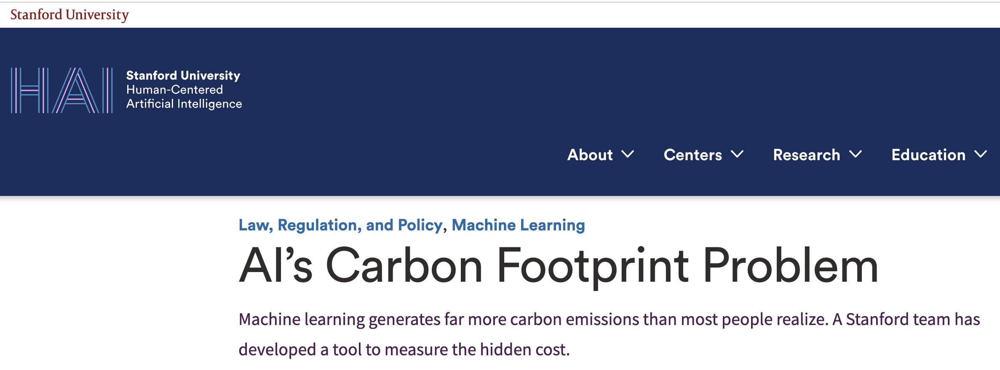 Stanford University
HAI
Stanford University
Human-Centered
Artificial Intelligence
About
Centers
Research
Education
Law, Regulation, and Policy, Machine Learning
AI’s Carbon Footprint Problem
Machine learning generates far more carbon emissions than most people realize. A Stanford team has
developed a tool to measure the hidden cost.